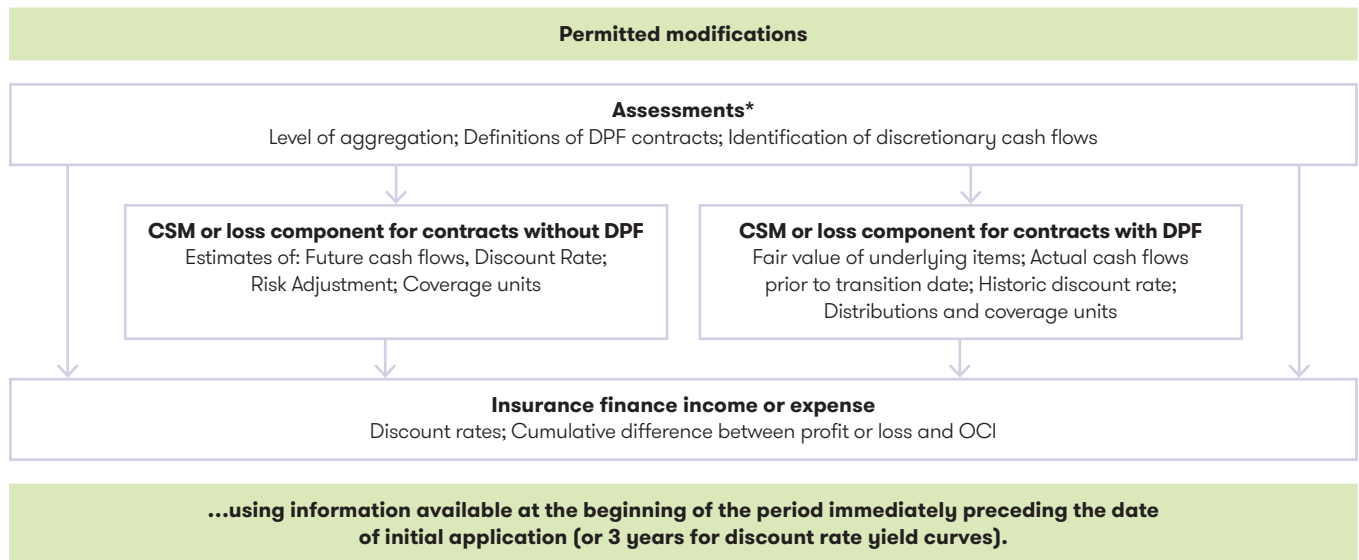 Permitted modifications
Assessments*
Level of aggregation; Definitions of DPF contracts; Identification of discretionary cash flows
CSM or loss component for contracts without DPF
Estimates of: Future cash flows, Discount Rate;
Risk Adjustment; Coverage units
CSM or loss component for contracts with DPF
Fair value of underlying items; Actual cash flows
prior to transition date; Historic discount rate;
Distributions and coverage units
Insurance finance income or expense
Discount rates; Cumulative difference between profit or loss and OCI
...using information available at the beginning of the period immediately preceding the date
of initial application (or 3 years for discount rate yield curves).